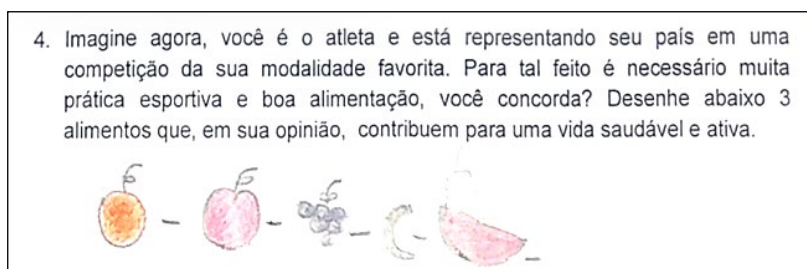 4. Imagine agora, você é o atleta e está representando seu país em uma
competição da sua modalidade favorita. Para tal feito é necessário muita
prática esportiva e boa alimentação, você concorda? Desenhe abaixo 3
alimentos que, em sua opinião, contribuem para uma vida saudável e ativa.